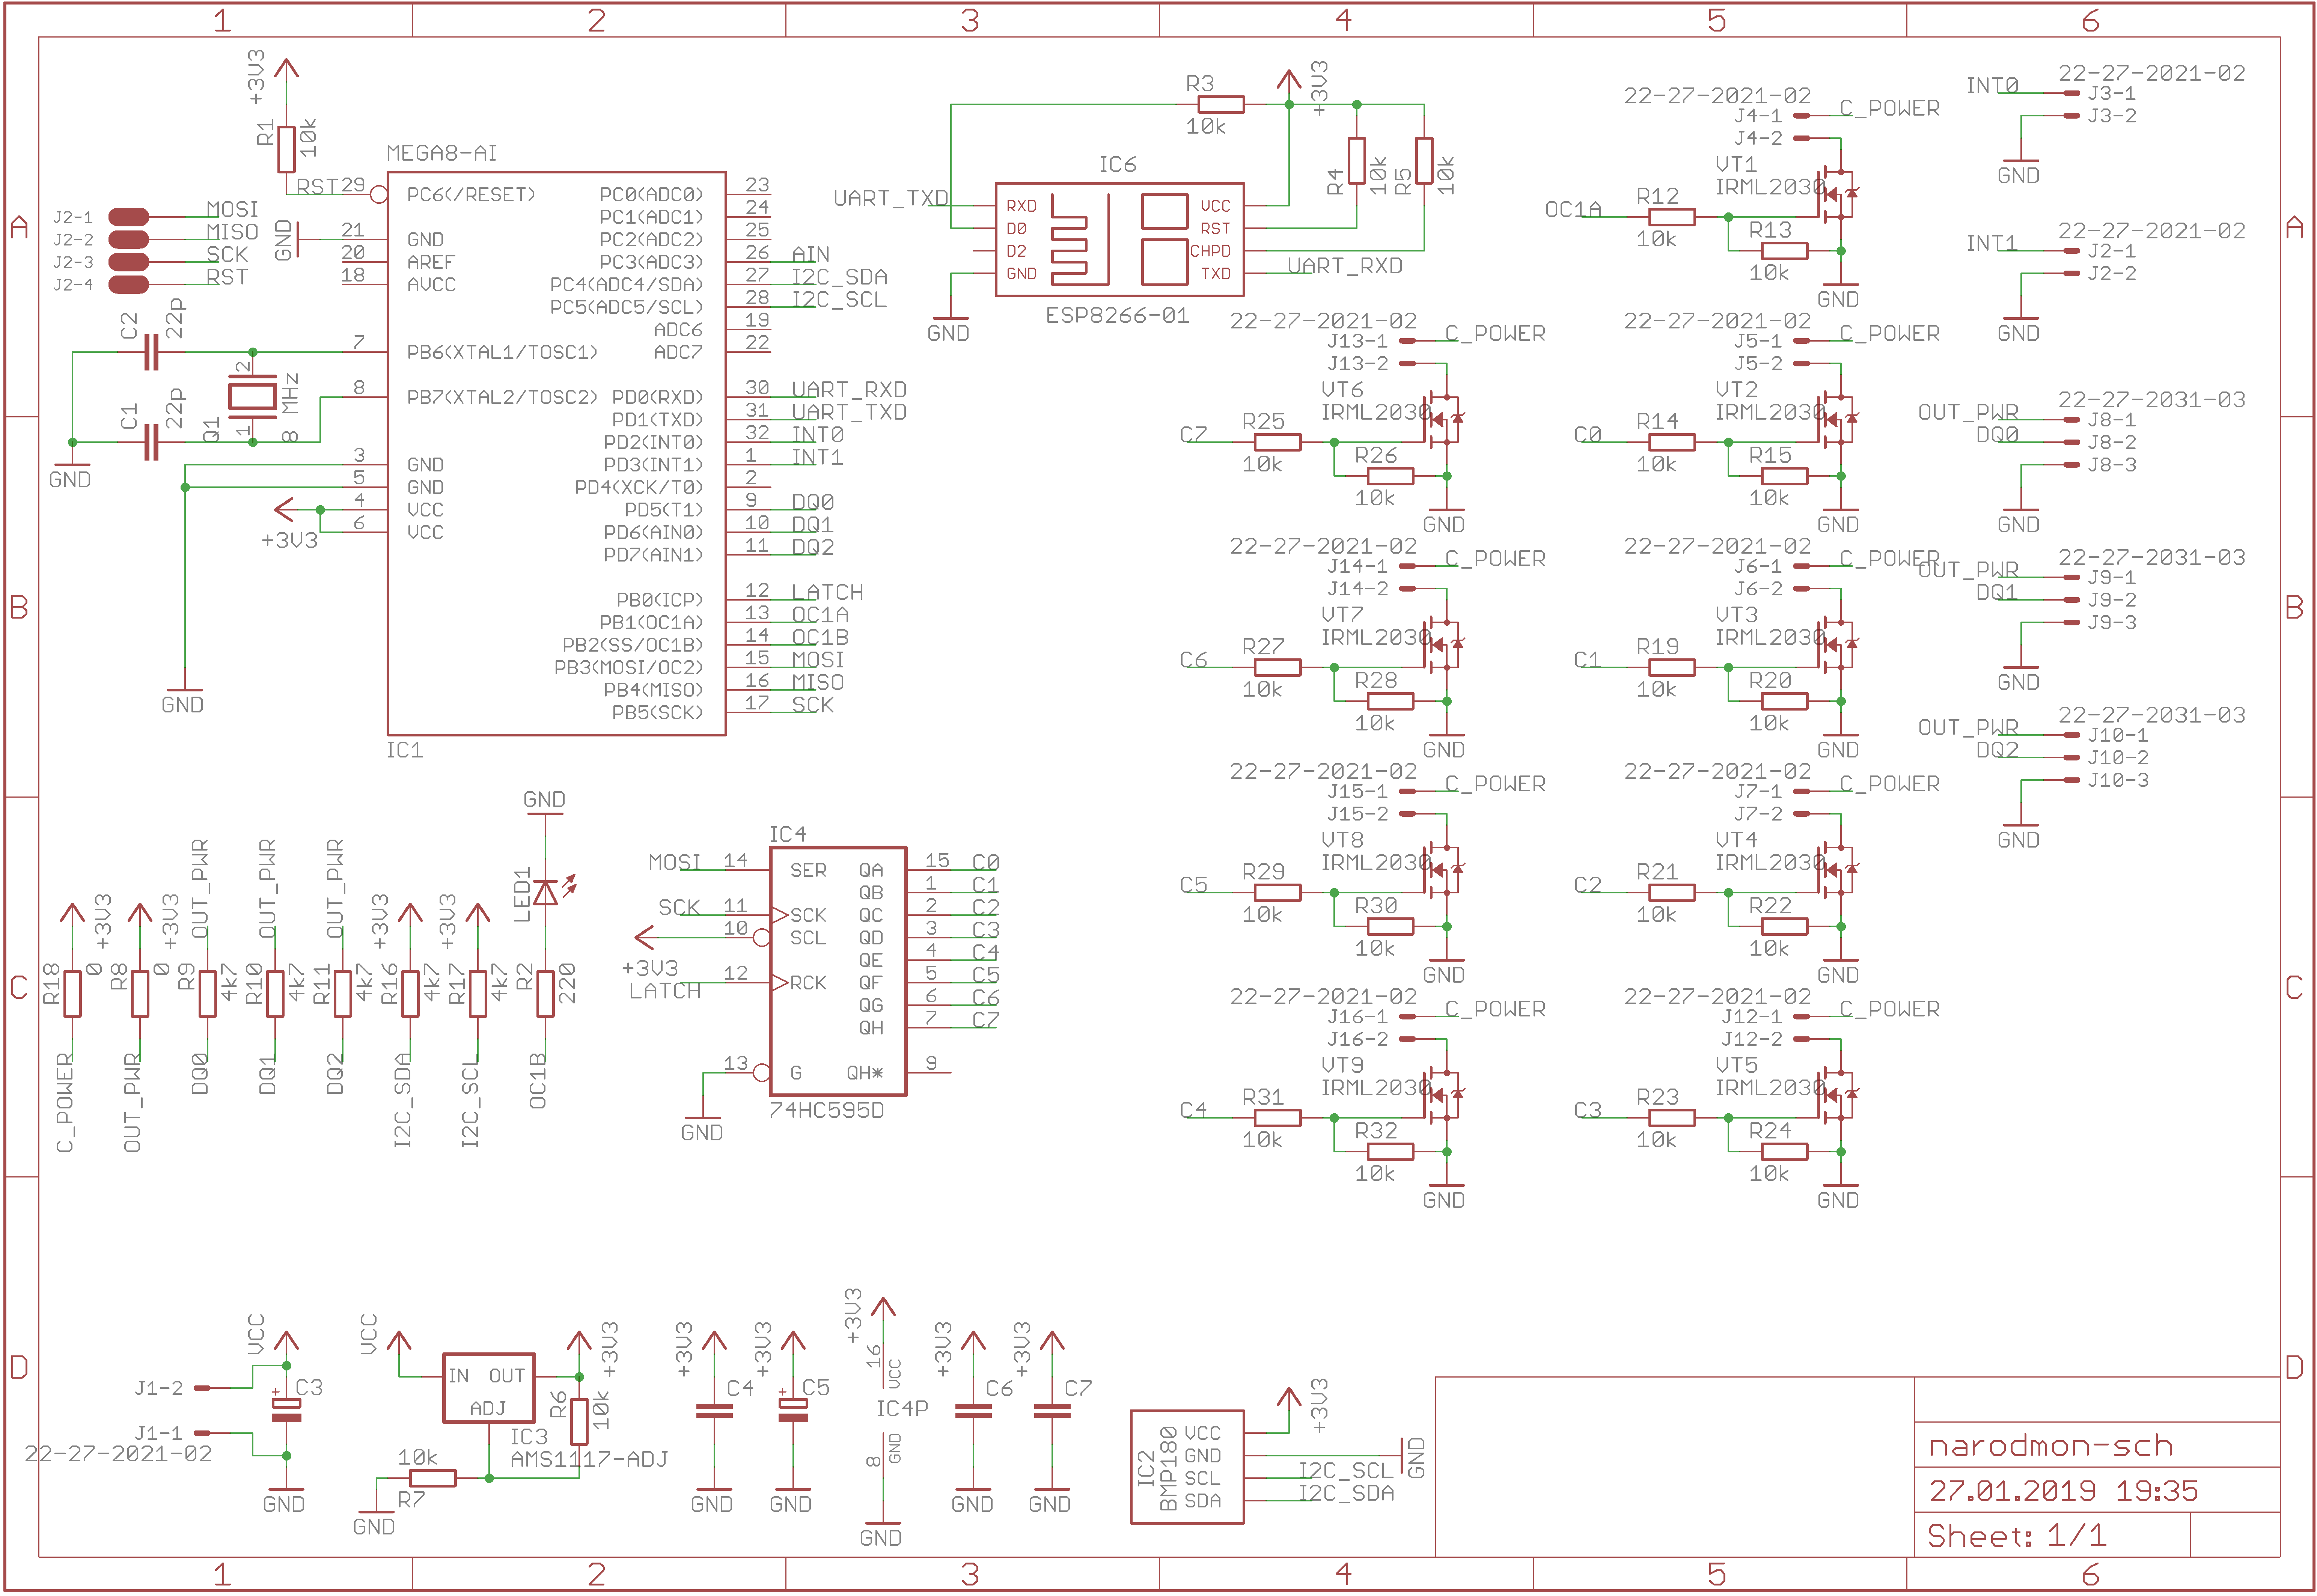 1 2 3 4 5 6
A
B
C
D
+3V3
R1
10k
RST
J2-1 MOSI
J2-2 MISO
J2-3 SCK
J2-4 RST
GND
C2
22P
C1
22P
Q1
2
1
8 MHz
GND
+3V3
GND
MEGA8-AI
29 PC6(/RESET)
21 GND
20 AREF
18 AVCC
7 PB6(XTAL1/TOSC1)
8 PB7(XTAL2/TOSC2)
3 GND
5 GND
4 VCC
6 VCC
PC0(ADC0) 23
PC1(ADC1) 24
PC2(ADC2) 25
PC3(ADC3) 26 AIN
PC4(ADC4/SDA) 27 I2C_SDA
PC5(ADC5/SCL) 28 I2C_SCL
ADC6 19
ADC7 22
PD0(RXD) 30 UART_RXD
PD1(TXD) 31 UART_TXD
PD2(INT0) 32 INT0
PD3(INT1) 1 INT1
PD4(XCK/T0) 2
PD5(T1) 9 DQ0
PD6(AIN0) 10 DQ1
PD7(AIN1) 11 DQ2
PB0(ICP) 12 LATCH
PB1(OC1A) 13 OC1A
PB2(SS/OC1B) 14 OC1B
PB3(MOSI/OC2) 15 MOSI
PB4(MISO) 16 MISO
PB5(SCK) 17 SCK
IC1
R3
10k
+3V3
R4
10k
R5
10k
IC6
UART_TXD
RXD VCC
D0 RST
D2 CHPD
GND TXD
UART_RXD
ESP8266-01
GND
22-27-2021-02
J4-1 C_POWER
J4-2
VT1
IRML2030
OC1A
R12
10k
R13
10k
GND
22-27-2021-02
J13-1 C_POWER
J13-2
VT6
IRML2030
C7
R25
10k
R26
10k
GND
22-27-2021-02
J5-1 C_POWER
J5-2
VT2
IRML2030
C0
R14
10k
R15
10k
GND
22-27-2021-02
J14-1 C_POWER
J14-2
VT7
IRML2030
C6
R27
10k
R28
10k
GND
22-27-2021-02
J6-1 C_POWER
J6-2
VT3
IRML2030
C1
R19
10k
R20
10k
GND
22-27-2021-02
J15-1 C_POWER
J15-2
VT8
IRML2030
C5
R29
10k
R30
10k
GND
22-27-2021-02
J7-1 C_POWER
J7-2
VT4
IRML2030
C2
R21
10k
R22
10k
GND
22-27-2021-02
J16-1 C_POWER
J16-2
VT9
IRML2030
C4
R31
10k
R32
10k
GND
22-27-2021-02
J12-1 C_POWER
J12-2
VT5
IRML2030
C3
R23
10k
R24
10k
GND
22-27-2021-02
INT0 J3-1
J3-2
GND
22-27-2021-02
INT1 J2-1
J2-2
GND
22-27-2031-03
OUT_PWR J8-1
DQ0 J8-2
J8-3
GND
22-27-2031-03
OUT_PWR J9-1
DQ1 J9-2
J9-3
GND
22-27-2031-03
OUT_PWR J10-1
DQ2 J10-2
J10-3
GND
+3V3
R18
0
C_POWER
+3V3
R8
0
OUT_PWR
OUT_PWR
R9
4k7
DQ0
OUT_PWR
R10
4k7
DQ1
OUT_PWR
R11
4k7
DQ2
+3V3
R16
4k7
I2C_SDA
+3V3
R17
4k7
I2C_SCL
GND
LED1
R2
220
OC1B
IC4
MOSI 14 SER
SCK 11 SCK
10 SCL
+3V3
LATCH 12 RCK
13 G
GND
QA 15 C0
QB 1 C1
QC 2 C2
QD 3 C3
QE 4 C4
QF 5 C5
QG 6 C6
QH 7 C7
QH* 9
74HC595D
VCC
J1-2
+ C3
J1-1
22-27-2021-02
GND
VCC
IN OUT
ADJ
IC3
AMS1117-ADJ
+3V3
R6
10k
10k
R7
GND
+3V3
C4
GND
+3V3
+ C5
GND
+3V3
16 VCC
IC4P
8 GND
GND
+3V3
C6
GND
+3V3
C7
GND
IC2
BMP180
VCC
GND
SCL
SDA
+3V3
GND
I2C_SCL
I2C_SDA
narodmon-sch
27.01.2019 19:35
Sheet: 1/1
A
B
C
D
1 2 3 4 5 6